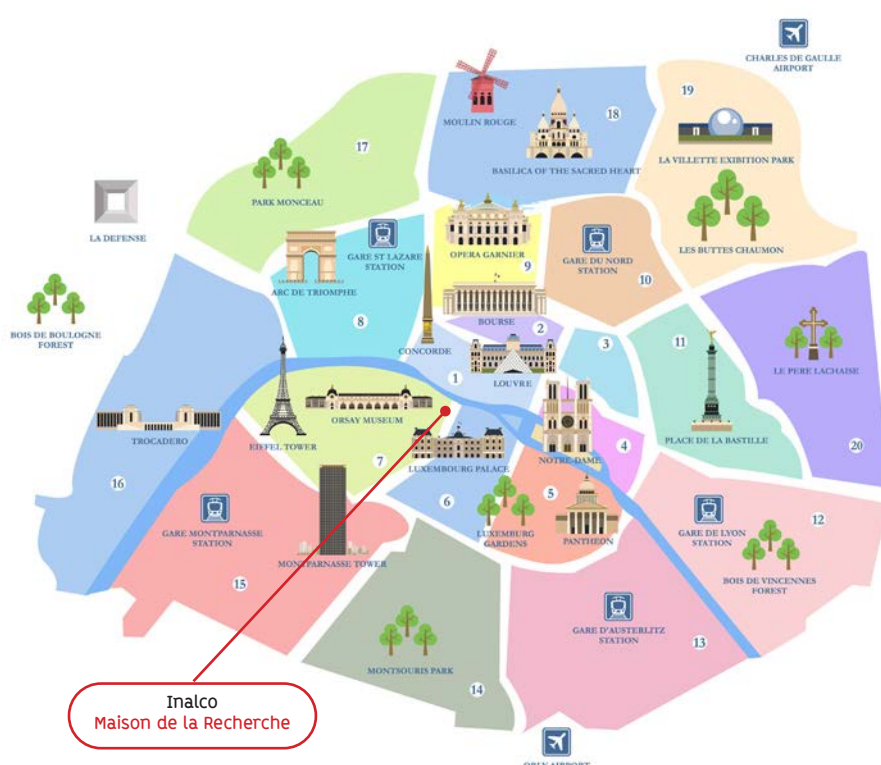 CHARLES DE GAULLE
AIRPORT
19
MOULIN ROUGE
18
LA VILLETTE EXIBITION PARK
17
BASILICA OF THE SACRED HEART
PARK MONCEAU
LA DEFENSE
GARE ST LAZARE
STATION
OPERA GARNIER
9
GARE DU NORD
STATION
10
LES BUTTES CHAUMON
ARC DE TRIOMPHE
8
BOURSE
2
BOIS DE BOULOGNE
FOREST
CONCORDE
3
11
LE PERE LACHAISE
1
LOUVRE
ORSAY MUSEUM
TROCADERO
EIFFEL TOWER
7
LUXEMBOURG PALACE
NOTRE-DAME
4
PLACE DE LA BASTILLE
20
16
6
5
12
GARE MONTPARNASSE
STATION
LUXEMBURG
GARDENS
PANTHEON
GARE DE LYON
STATION
MONTPARNASSE TOWER
15
BOIS DE VINCENNES
FOREST
GARE D'AUSTERLITZ
STATION
13
MONTSOURIS PARK
14
Inalco
Maison de la Recherche
ORLY AIRPORT